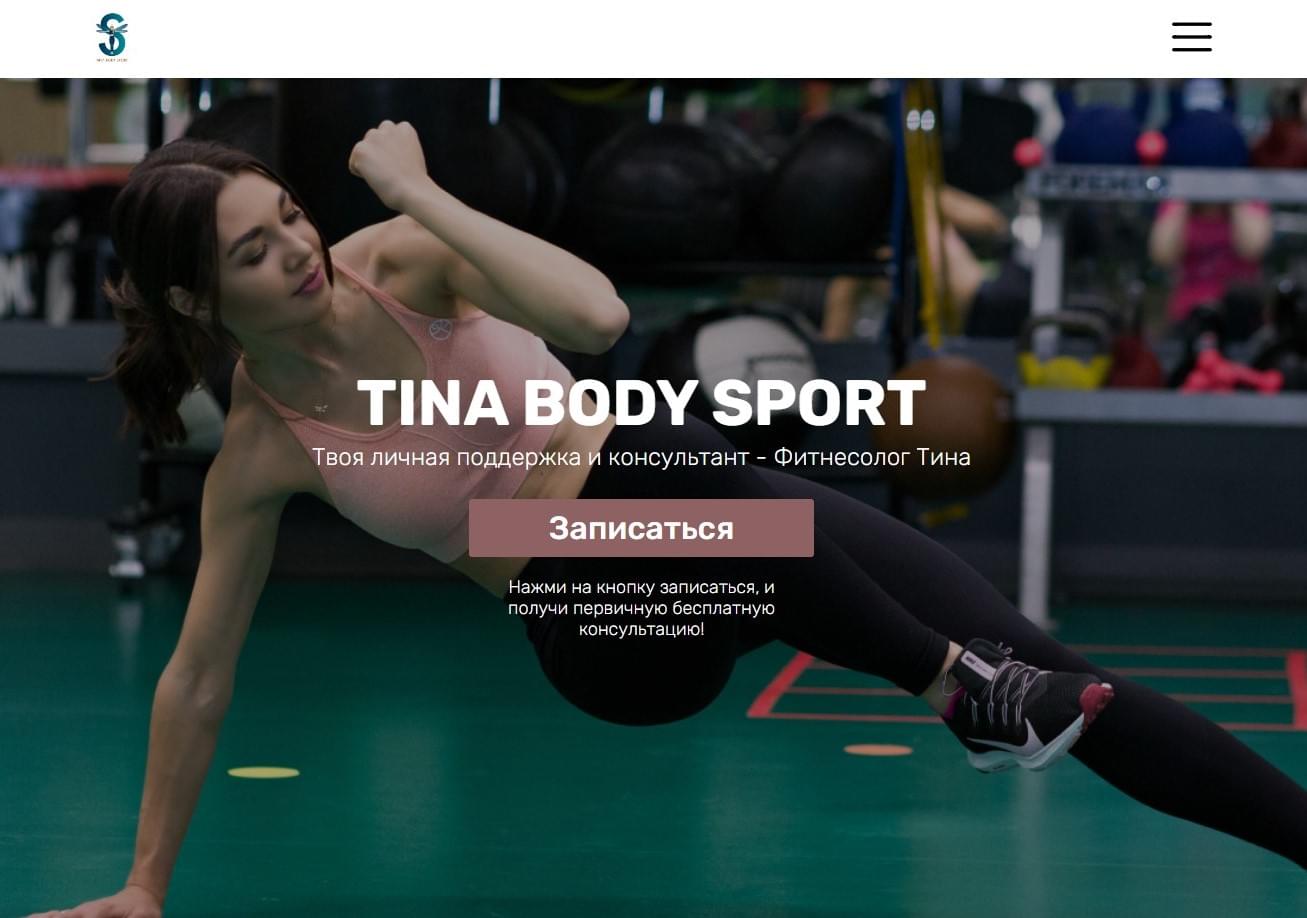 TINA BODY SPORT
Твоя личная поддержка и консультант - Фитнесолог Тина
Записаться
Нажми на кнопку записаться, и
получи первичную бесплатную
консультацию!